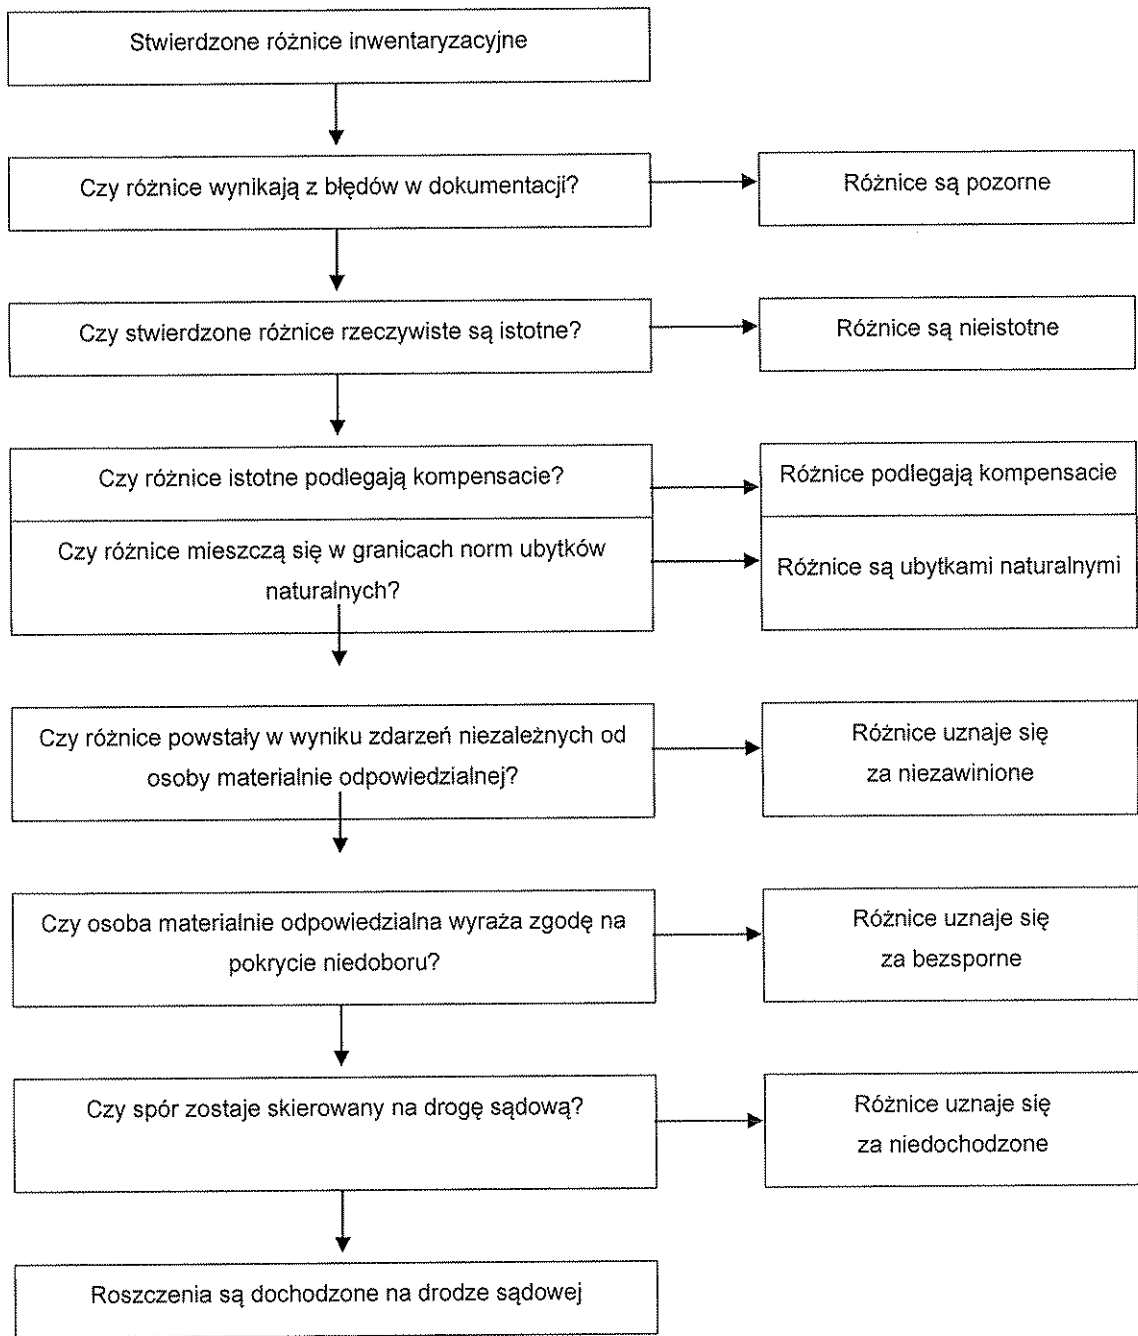 Stwierdzone różnice inwentaryzacyjne
Czy różnice wynikają z błędów w dokumentacji?
Różnice są pozorne
Czy stwierdzone różnice rzeczywiste są istotne?
Różnice są nieistotne
Czy różnice istotne podlegają kompensacie?
Różnice podlegają kompensacie
Czy różnice mieszczą się w granicach norm ubytków
naturalnych?
Różnice są ubytkami naturalnymi
Czy różnice powstały w wyniku zdarzeń niezależnych od
osoby materialnie odpowiedzialnej?
Różnice uznaje się
za niezawinione
Czy osoba materialnie odpowiedzialna wyraża zgodę na
pokrycie niedoboru?
Różnice uznaje się
za bezsporne
Czy spór zostaje skierowany na drogę sądową?
Różnice uznaje się
za niedochodzone
Roszczenia są dochodzone na drodze sądowej